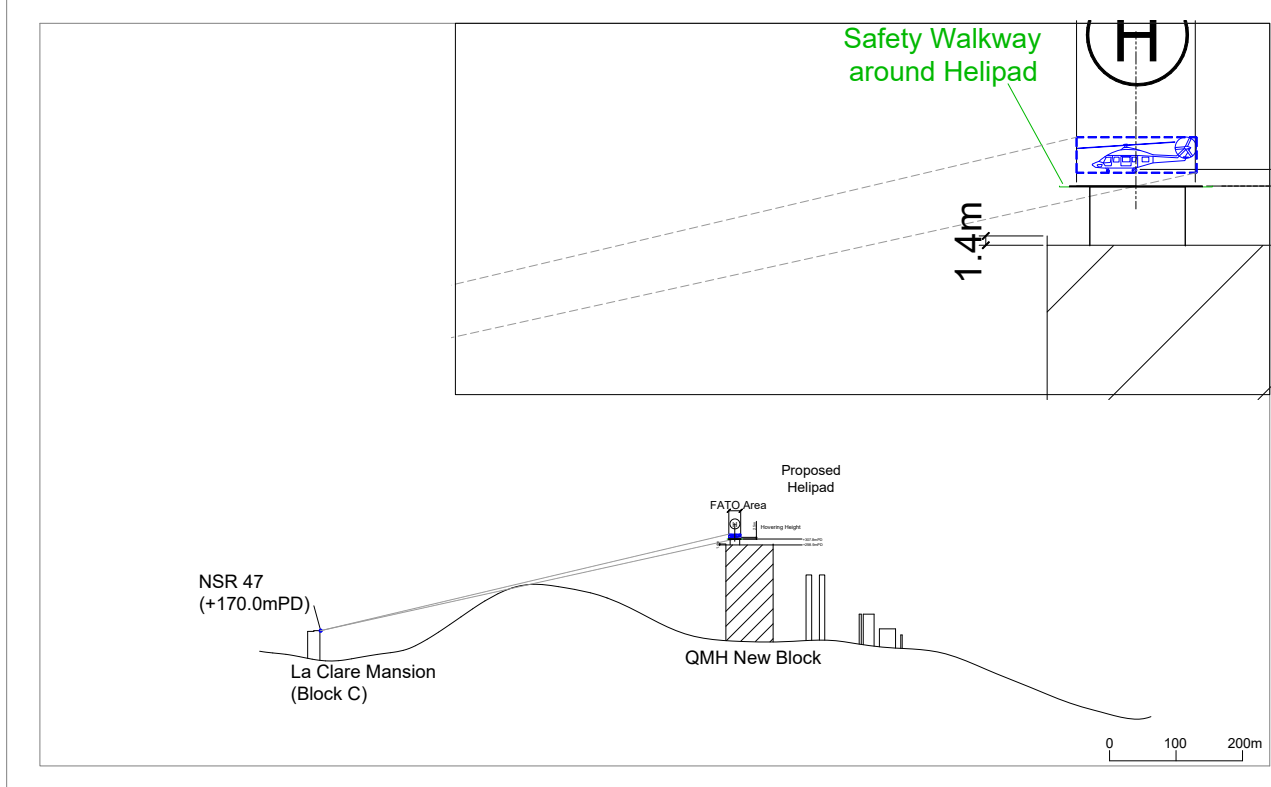 Safety Walkway
around Helipad
H
1.4m
Proposed
Helipad
FATO Area
H
Hovering Height
NSR 47
(+170.0mPD)
QMH New Block
La Clare Mansion
(Block C)
0 100 200m